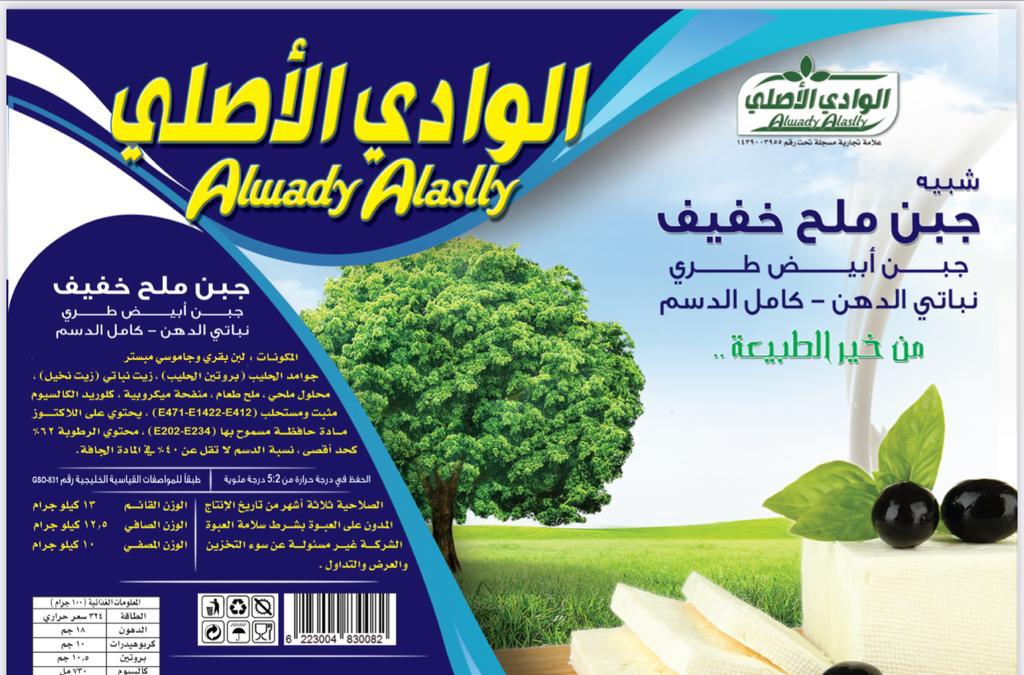 الوادي الأصلي
Alwady Alaslly
الوادي الأصلي
Alwady Alaslly
علامة تجارية مسجلة تحت رقم ١٤٣٩٠٠٣٩٥٥
شبيه
جبن ملح خفيف
جبن أبيض طري
نباتي الدهن - كامل الدسم
من خير الطبيعة ..
جبن ملح خفيف
جبن أبيض طري
نباتي الدهن - كامل الدسم
المكونات : لبن بقري وجاموسي مبستر
جوامد الحليب (بروتين الحليب) ، زيت نباتي (زيت نخيل) ،
محلول ملحي ، ملح طعام ، منفحة ميكروبية ، كلوريد الكالسيوم
مثبت ومستحلب (E471-E1422-E412) ، يحتوي على اللاكتوز
مادة حافظة مسموح بها (E202-E234) ، محتوي الرطوبة ٦٢٪
كحد أقصى ، نسبة الدسم لا تقل عن ٤٠٪ في المادة الجافة.
الحفظ في درجة حرارة من 5:2 درجة مئوية | طبقاً للمواصفات القياسية الخليجية رقم GSO-831
الصلاحية ثلاثة أشهر من تاريخ الإنتاج
المدون على العبوة بشرط سلامة العبوة
الشركة غير مسئولة عن سوء التخزين
والعرض والتداول .
الوزن القائم ١٣ كيلو جرام
الوزن الصافي ١٢,٥ كيلو جرام
الوزن المصفي ١٠ كيلو جرام
6 223004 830082
المعلومات الغذائية (١٠٠ جرام)
الطاقة ٣٢٤ سعر حراري
الدهون ١٨ جم
كربوهيدرات ١٠ جم
بروتين ١٠,٥ جم
كالسيوم ٧٣٠ مل